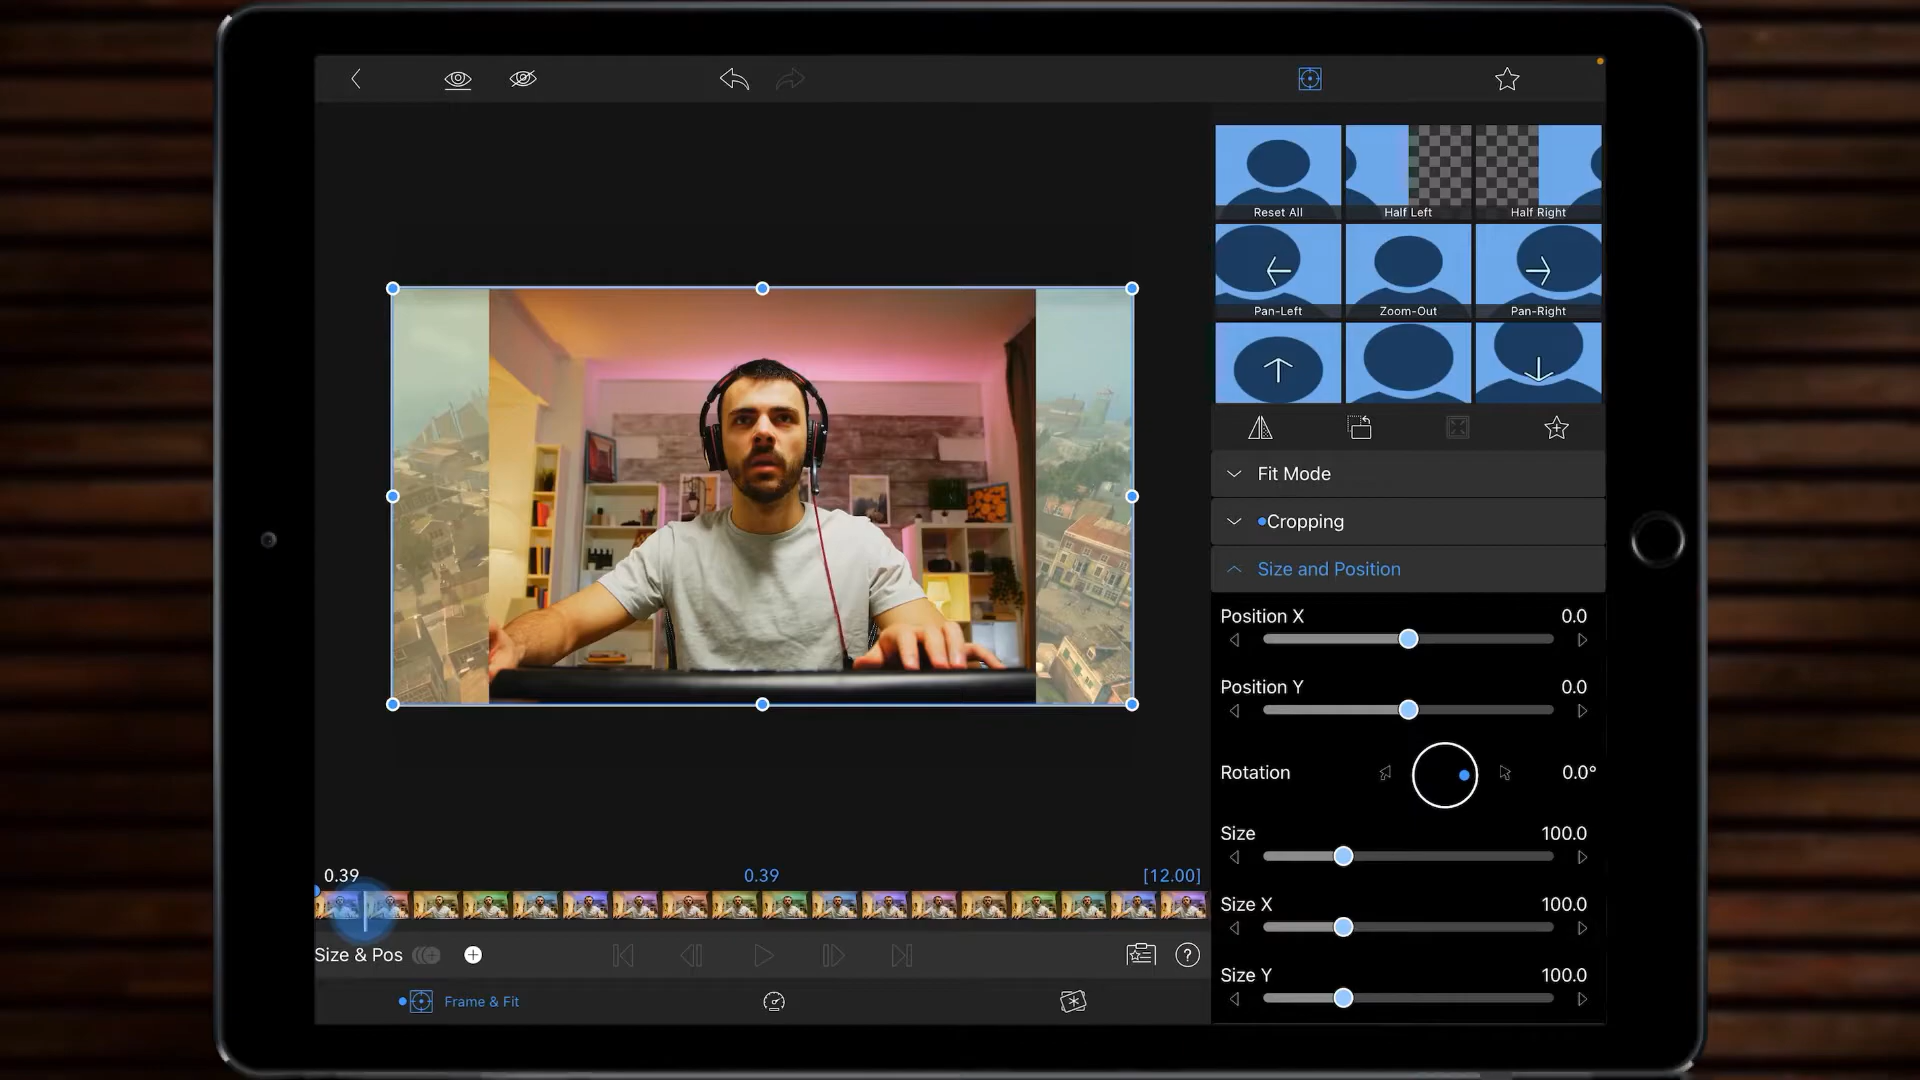 Reset All
Half Left
Half Right
Pan-Left
Zoom-Out
Pan-Right
Fit Mode
Cropping
Size and Position
Position X 0.0
Position Y 0.0
Rotation 0.0°
Size 100.0
Size X 100.0
Size Y 100.0
0.39 0.39 [12.00]
Size & Pos
Frame & Fit